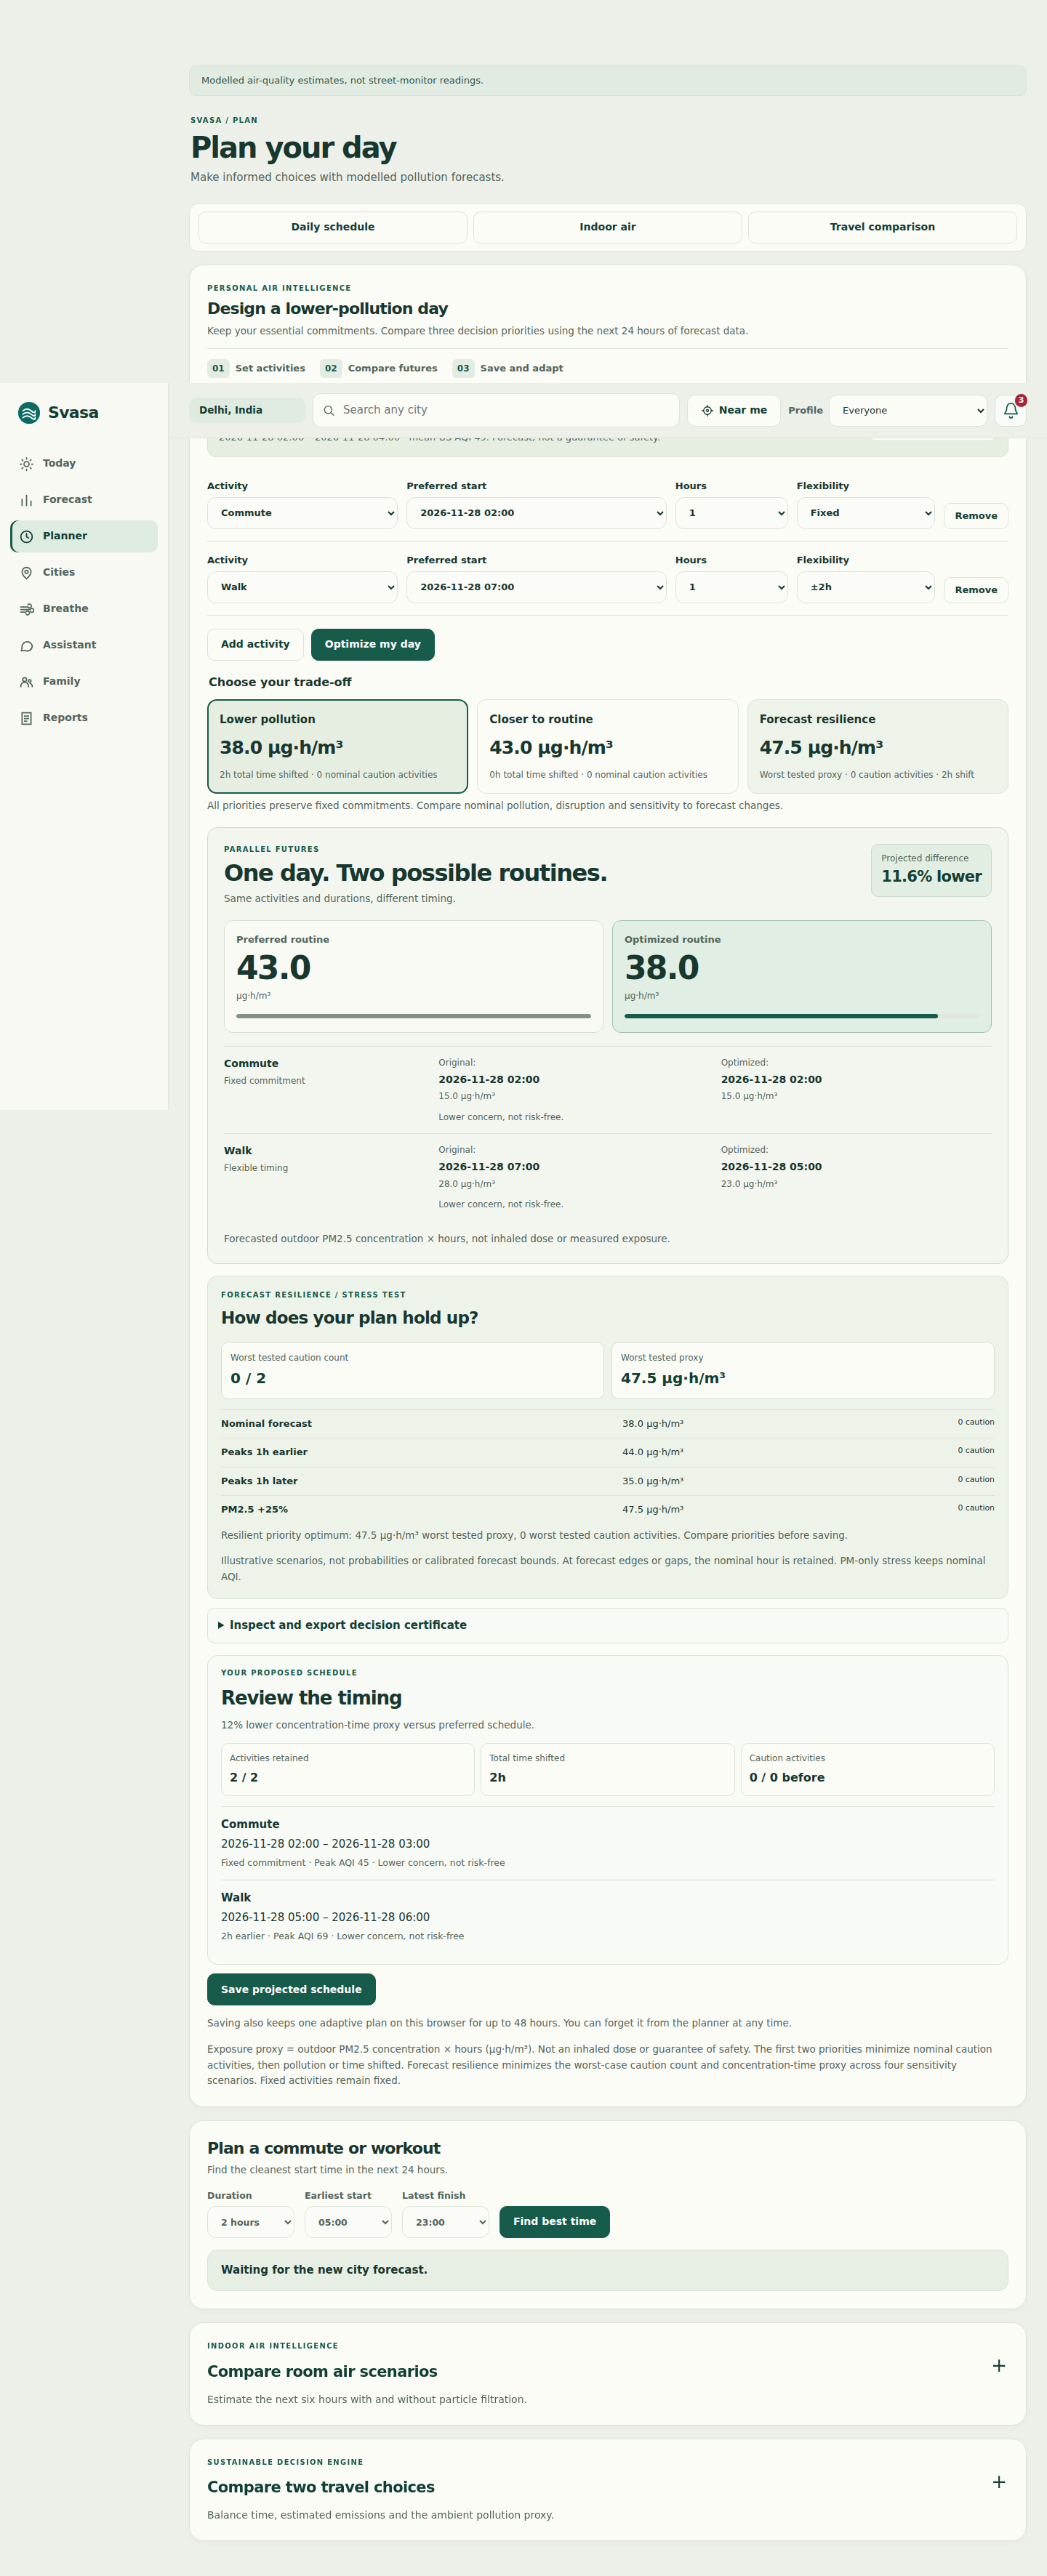 Modelled air-quality estimates, not street-monitor readings.
SVASA / PLAN
Plan your day
Make informed choices with modelled pollution forecasts.
Daily schedule
Indoor air
Travel comparison
PERSONAL AIR INTELLIGENCE
Design a lower-pollution day
Keep your essential commitments. Compare three decision priorities using the next 24 hours of forecast data.
01 Set activities
02 Compare futures
03 Save and adapt
Svasa
Delhi, India
Search any city
Near me
Profile
Everyone
3
Today
Forecast
Planner
Cities
Breathe
Assistant
Family
Reports
Activity
Preferred start
Hours
Flexibility
Commute
2026-11-28 02:00
1
Fixed
Remove
Activity
Preferred start
Hours
Flexibility
Walk
2026-11-28 07:00
1
±2h
Remove
Add activity
Optimize my day
Choose your trade-off
Lower pollution
38.0 µg·h/m³
2h total time shifted · 0 nominal caution activities
Closer to routine
43.0 µg·h/m³
0h total time shifted · 0 nominal caution activities
Forecast resilience
47.5 µg·h/m³
Worst tested proxy · 0 caution activities · 2h shift
All priorities preserve fixed commitments. Compare nominal pollution, disruption and sensitivity to forecast changes.
PARALLEL FUTURES
One day. Two possible routines.
Same activities and durations, different timing.
Projected difference
11.6% lower
Preferred routine
43.0
µg·h/m³
Optimized routine
38.0
µg·h/m³
Commute
Fixed commitment
Original:
2026-11-28 02:00
15.0 µg·h/m³
Lower concern, not risk-free.
Optimized:
2026-11-28 02:00
15.0 µg·h/m³
Walk
Flexible timing
Original:
2026-11-28 07:00
28.0 µg·h/m³
Lower concern, not risk-free.
Optimized:
2026-11-28 05:00
23.0 µg·h/m³
Forecasted outdoor PM2.5 concentration × hours, not inhaled dose or measured exposure.
FORECAST RESILIENCE / STRESS TEST
How does your plan hold up?
Worst tested caution count
0 / 2
Worst tested proxy
47.5 µg·h/m³
Nominal forecast 38.0 µg·h/m³ 0 caution
Peaks 1h earlier 44.0 µg·h/m³ 0 caution
Peaks 1h later 35.0 µg·h/m³ 0 caution
PM2.5 +25% 47.5 µg·h/m³ 0 caution
Resilient priority optimum: 47.5 µg·h/m³ worst tested proxy, 0 worst tested caution activities. Compare priorities before saving.
Illustrative scenarios, not probabilities or calibrated forecast bounds. At forecast edges or gaps, the nominal hour is retained. PM-only stress keeps nominal
AQI.
Inspect and export decision certificate
YOUR PROPOSED SCHEDULE
Review the timing
12% lower concentration-time proxy versus preferred schedule.
Activities retained
2 / 2
Total time shifted
2h
Caution activities
0 / 0 before
Commute
2026-11-28 02:00 – 2026-11-28 03:00
Fixed commitment · Peak AQI 45 · Lower concern, not risk-free
Walk
2026-11-28 05:00 – 2026-11-28 06:00
2h earlier · Peak AQI 69 · Lower concern, not risk-free
Save projected schedule
Saving also keeps one adaptive plan on this browser for up to 48 hours. You can forget it from the planner at any time.
Exposure proxy = outdoor PM2.5 concentration × hours (µg·h/m³). Not an inhaled dose or guarantee of safety. The first two priorities minimize nominal caution
activities, then pollution or time shifted. Forecast resilience minimizes the worst-case caution count and concentration-time proxy across four sensitivity
scenarios. Fixed activities remain fixed.
Plan a commute or workout
Find the cleanest start time in the next 24 hours.
Duration
Earliest start
Latest finish
2 hours
05:00
23:00
Find best time
Waiting for the new city forecast.
INDOOR AIR INTELLIGENCE
Compare room air scenarios
Estimate the next six hours with and without particle filtration.
+
SUSTAINABLE DECISION ENGINE
Compare two travel choices
Balance time, estimated emissions and the ambient pollution proxy.
+